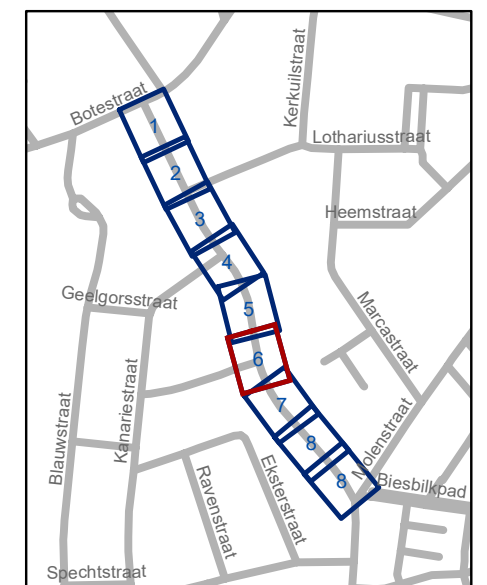 Botestraat
Kerkuilstraat
1
Lothariusstraat
2
3
Heemstraat
4
Geelgorsstraat
5
Marcastraat
6
Kanariestraat
Blauwstraat
7
Molenstraat
8
8
Biesbilkpad
Eksterstraat
Ravenstraat
Spechtstraat